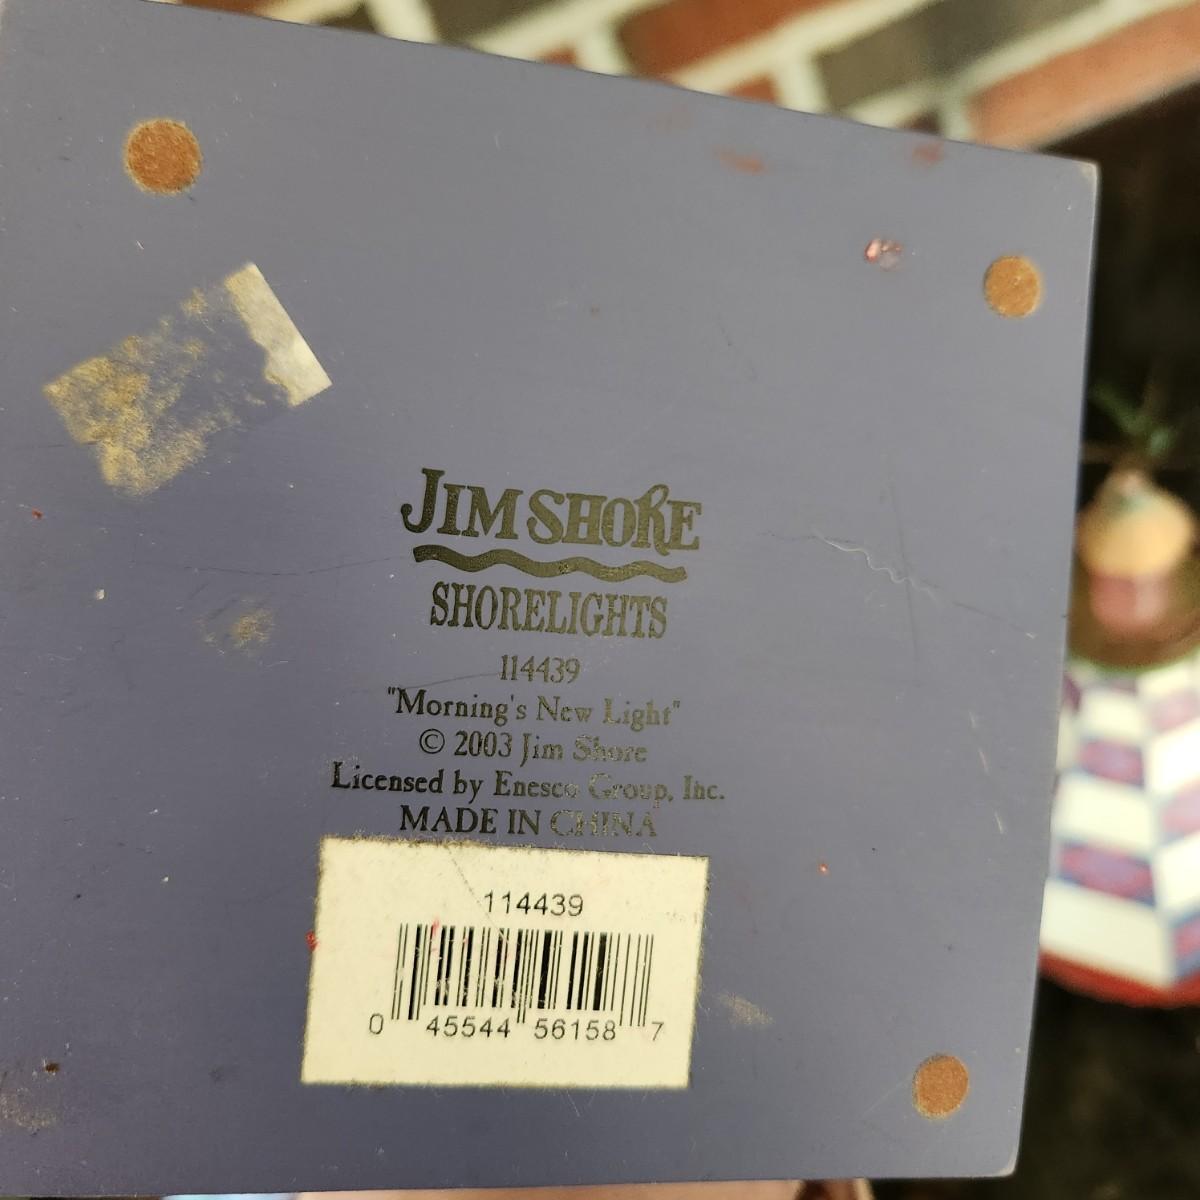 JIM SHORE
SHORELIGHTS
114439
"Morning's New Light"
© 2003 Jim Shore
Licensed by Enesco Group, Inc.
MADE IN CHINA
114439
0 45544 56158 7